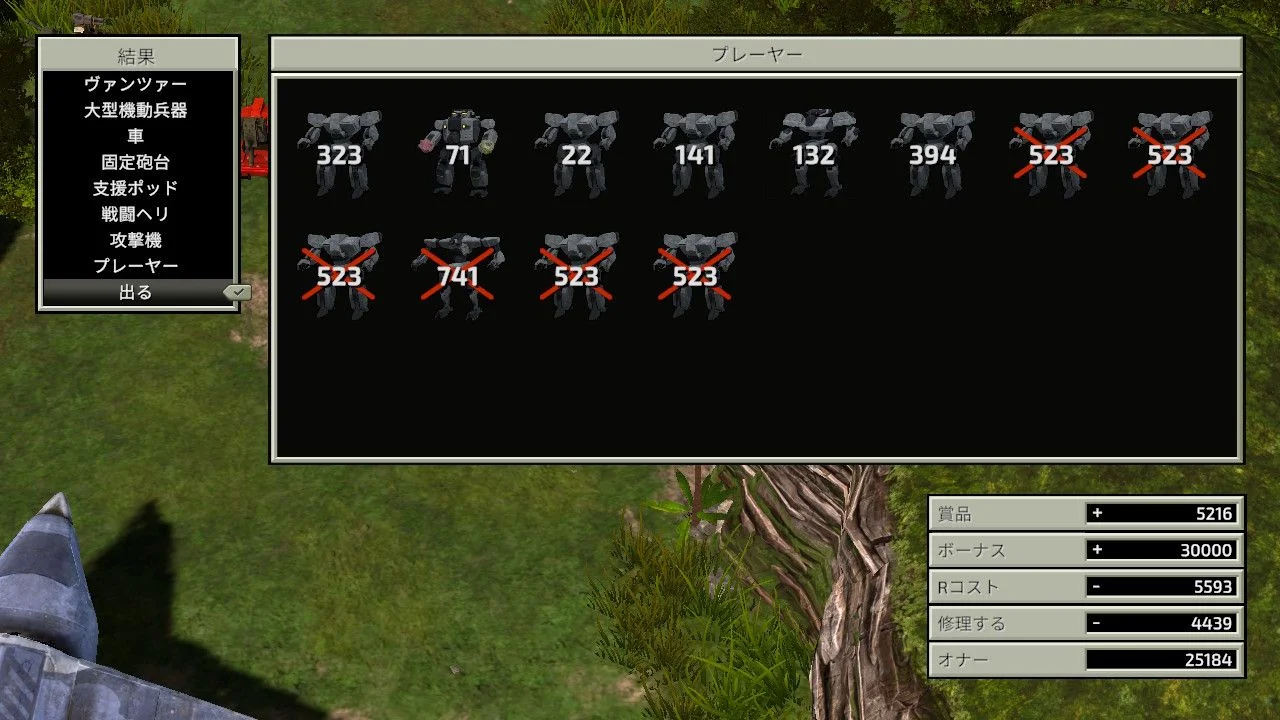 結果
ヴァンツァー
大型機動兵器
車
固定砲台
支援ポッド
戦闘ヘリ
攻撃機
プレーヤー
出る
プレーヤー
323 71 22 141 132 394 523 523
523 741 523 523
賞品 + 5216
ボーナス + 30000
Rコスト - 5593
修理する - 4439
オナー 25184